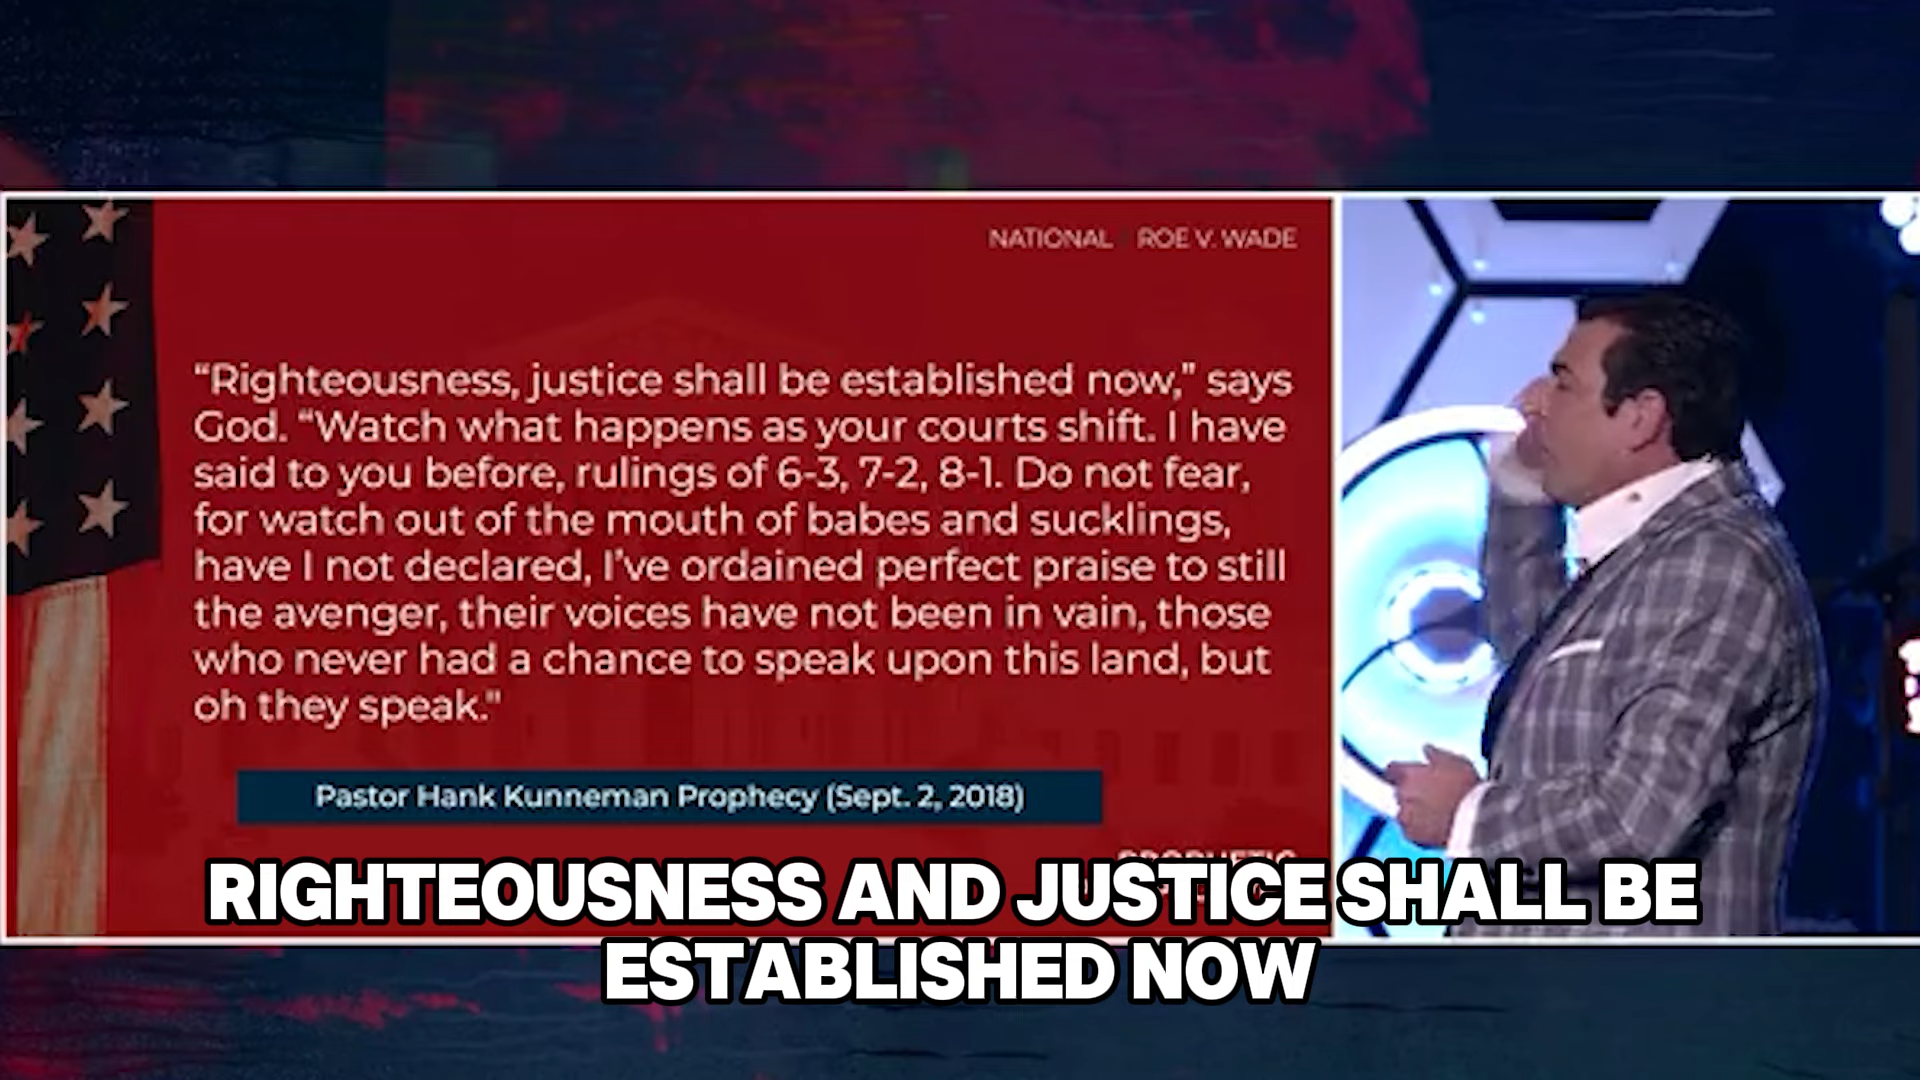 NATIONAL / ROE V. WADE
“Righteousness, justice shall be established now,” says
God. “Watch what happens as your courts shift. I have
said to you before, rulings of 6-3, 7-2, 8-1. Do not fear,
for watch out of the mouth of babes and sucklings,
have I not declared, I’ve ordained perfect praise to still
the avenger, their voices have not been in vain, those
who never had a chance to speak upon this land, but
oh they speak."
Pastor Hank Kunneman Prophecy (Sept. 2, 2018)
RIGHTEOUSNESS AND JUSTICE SHALL BE
ESTABLISHED NOW